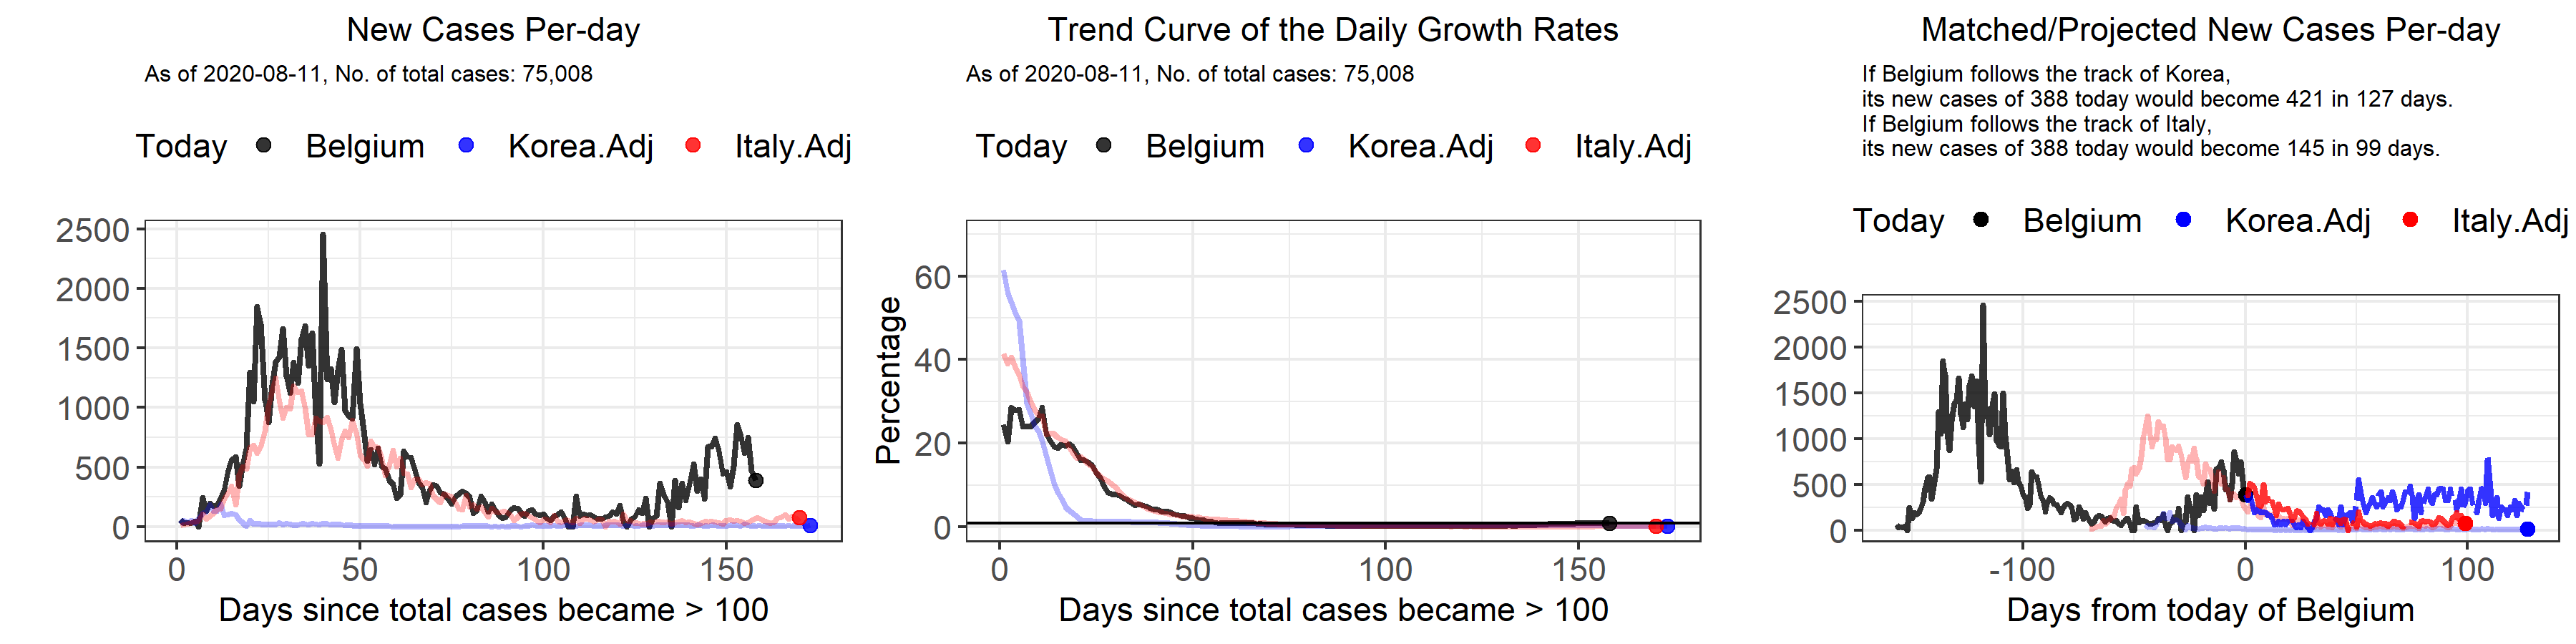 New Cases Per-day
As of 2020-08-11, No. of total cases: 75,008
Today Belgium Korea.Adj Italy.Adj
2500
2000
1500
1000
500
0
0 50 100 150
Days since total cases became > 100
Trend Curve of the Daily Growth Rates
As of 2020-08-11, No. of total cases: 75,008
Today Belgium Korea.Adj Italy.Adj
Percentage
60
40
20
0
0 50 100 150
Days since total cases became > 100
Matched/Projected New Cases Per-day
If Belgium follows the track of Korea,
its new cases of 388 today would become 421 in 127 days.
If Belgium follows the track of Italy,
its new cases of 388 today would become 145 in 99 days.
Today Belgium Korea.Adj Italy.Adj
2500
2000
1500
1000
500
0
-100 0 100
Days from today of Belgium